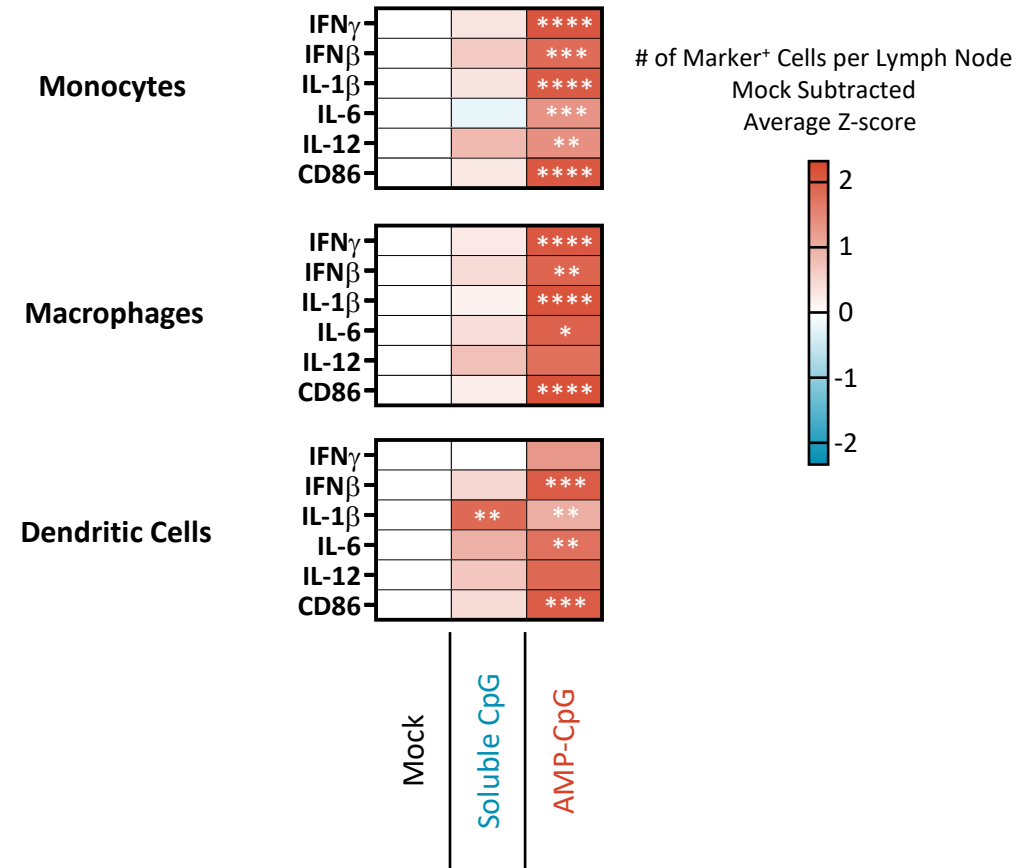 IFNγ ****
IFNβ ***
Monocytes
IL-1β ****
IL-6 ***
IL-12 **
CD86 ****
# of Marker⁺ Cells per Lymph Node
Mock Subtracted
Average Z-score
2
1
0
-1
-2
IFNγ ****
IFNβ **
Macrophages
IL-1β ****
IL-6 *
IL-12
CD86 ****
IFNγ
IFNβ ***
Dendritic Cells
IL-1β ** **
IL-6 **
IL-12
CD86 ***
Mock
Soluble CpG
AMP-CpG